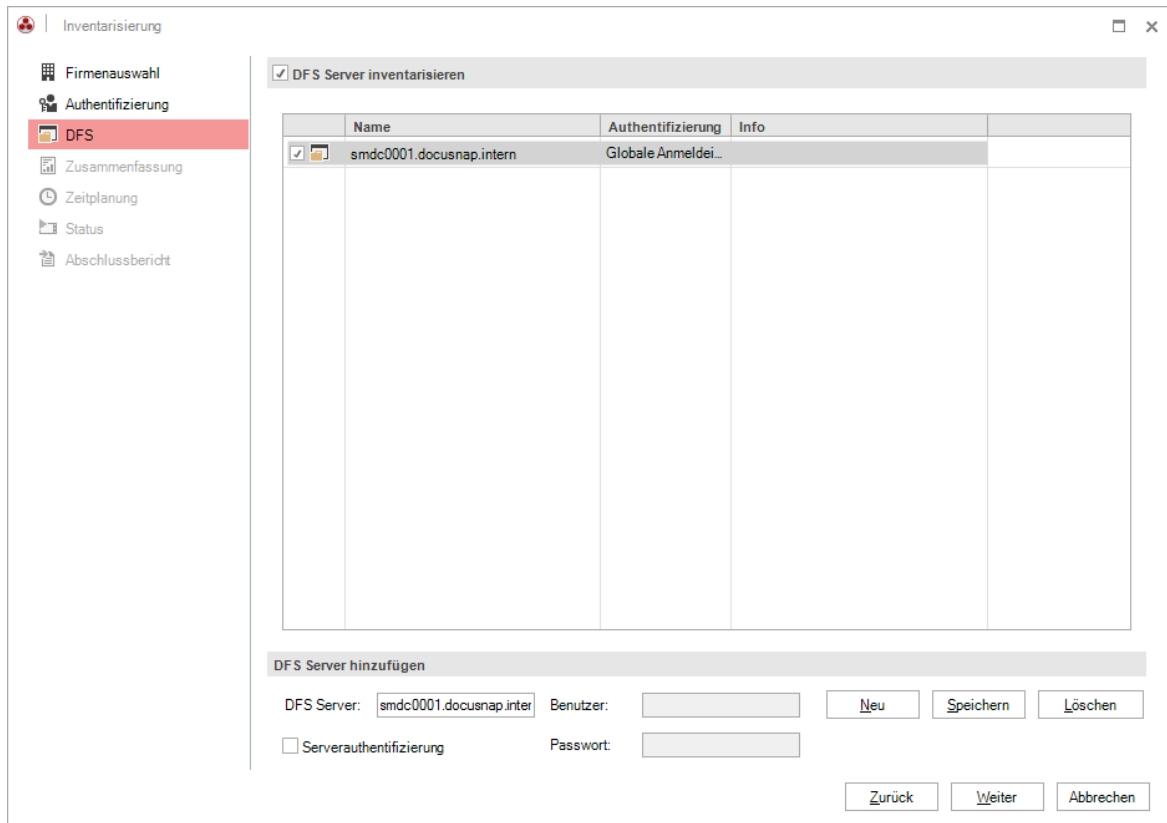 Inventarisierung
Firmenauswahl
Authentifizierung
DFS
Zusammenfassung
Zeitplanung
Status
Abschlussbericht
DFS Server inventarisieren
Name Authentifizierung Info
smdc0001.docusnap.intern Globale Anmeldei...
DFS Server hinzufügen
DFS Server: smdc0001.docusnap.inter Benutzer: Neu Speichern Löschen
Serverauthentifizierung Passwort:
Zurück Weiter Abbrechen